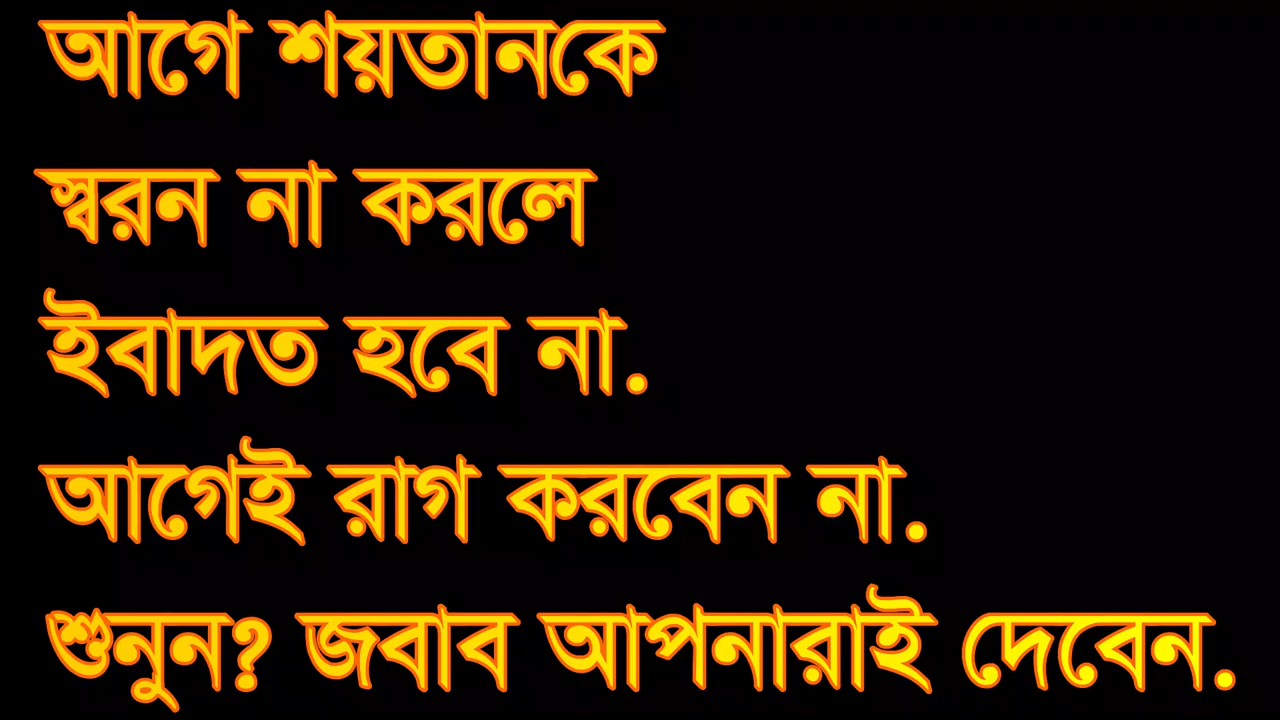 আগে শয়তানকে
স্বরন না করলে
ইবাদত হবে না.
আগেই রাগ করবেন না.
শুনুন? জবাব আপনারাই দেবেন.